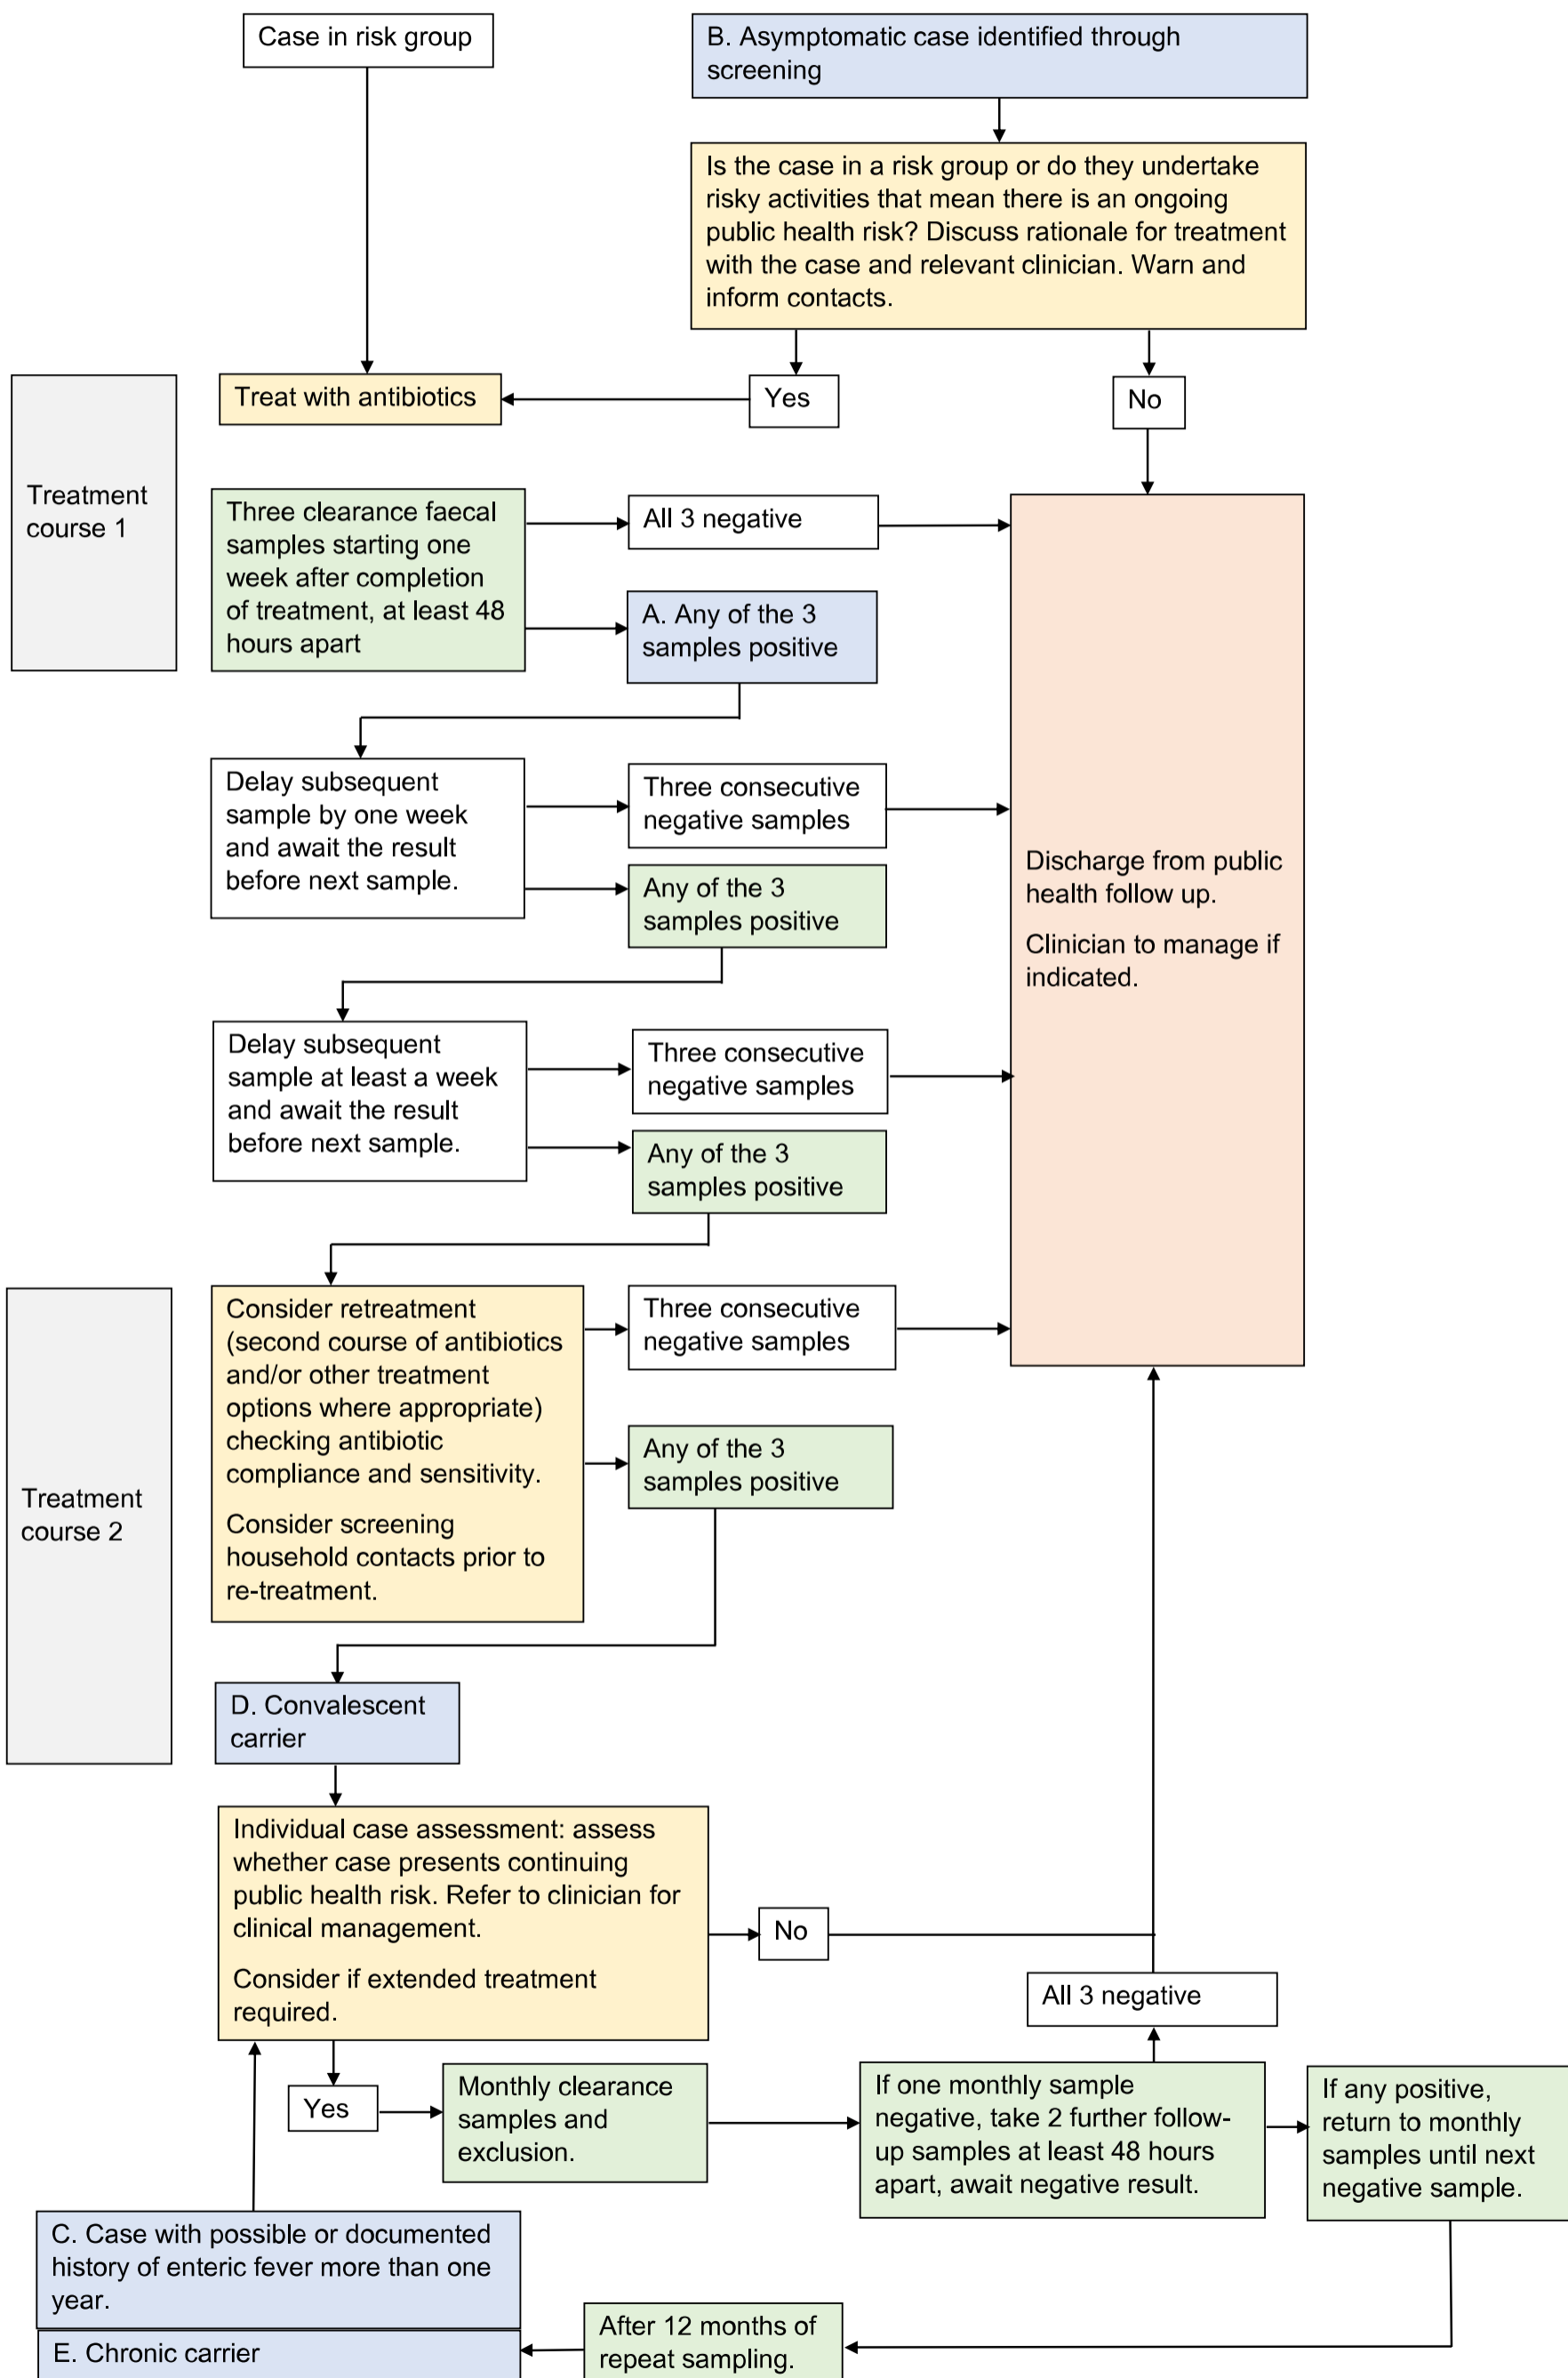 Case in risk group
B. Asymptomatic case identified through
screening
Is the case in a risk group or do they undertake
risky activities that mean there is an ongoing
public health risk? Discuss rationale for treatment
with the case and relevant clinician. Warn and
inform contacts.
Treat with antibiotics
Yes
No
Treatment
course 1
Three clearance faecal
samples starting one
week after completion
of treatment, at least 48
hours apart
All 3 negative
A. Any of the 3
samples positive
Delay subsequent
sample by one week
and await the result
before next sample.
Three consecutive
negative samples
Any of the 3
samples positive
Discharge from public
health follow up.
Clinician to manage if
indicated.
Delay subsequent
sample at least a week
and await the result
before next sample.
Three consecutive
negative samples
Any of the 3
samples positive
Treatment
course 2
Consider retreatment
(second course of antibiotics
and/or other treatment
options where appropriate)
checking antibiotic
compliance and sensitivity.
Consider screening
household contacts prior to
re-treatment.
Three consecutive
negative samples
Any of the 3
samples positive
D. Convalescent
carrier
Individual case assessment: assess
whether case presents continuing
public health risk. Refer to clinician for
clinical management.
Consider if extended treatment
required.
No
All 3 negative
Yes
Monthly clearance
samples and
exclusion.
If one monthly sample
negative, take 2 further follow-
up samples at least 48 hours
apart, await negative result.
If any positive,
return to monthly
samples until next
negative sample.
C. Case with possible or documented
history of enteric fever more than one
year.
After 12 months of
repeat sampling.
E. Chronic carrier